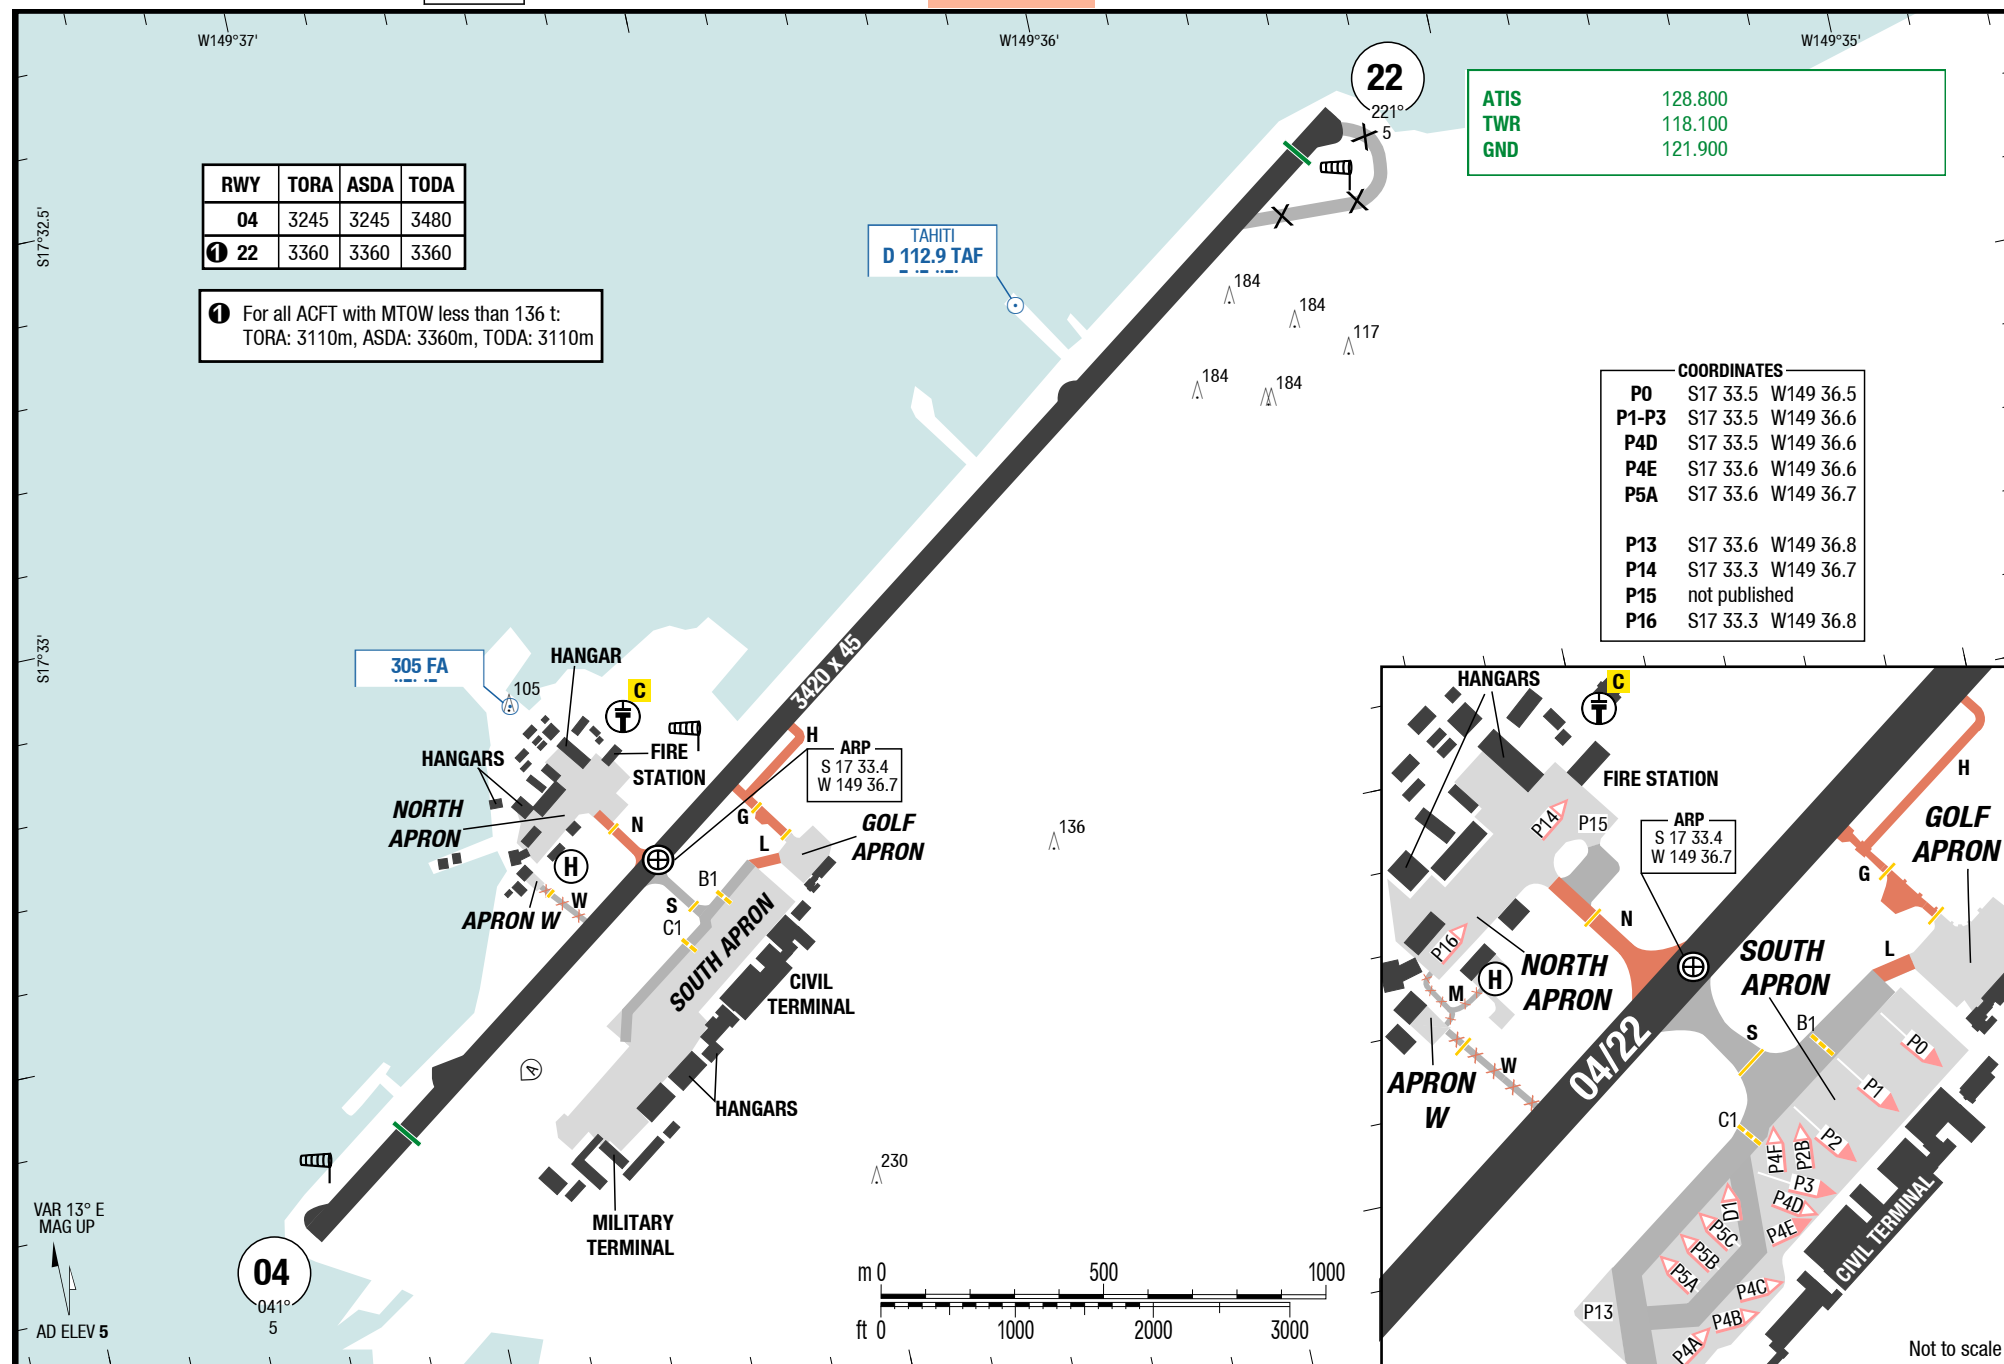 W149°37'
W149°36'
W149°35'
22
221°
5
ATIS 128.800
TWR 118.100
GND 121.900
RWY TORA ASDA TODA
04 3245 3245 3480
1 22 3360 3360 3360
1 For all ACFT with MTOW less than 136 t:
TORA: 3110m, ASDA: 3360m, TODA: 3110m
S17°32.5'
TAHITI
D 112.9 TAF
184
184
117
184
184
COORDINATES
P0 S17 33.5 W149 36.5
P1-P3 S17 33.5 W149 36.6
P4D S17 33.5 W149 36.6
P4E S17 33.6 W149 36.6
P5A S17 33.6 W149 36.7
P13 S17 33.6 W149 36.8
P14 S17 33.3 W149 36.7
P15 not published
P16 S17 33.3 W149 36.8
S17°33'
305 FA
105
HANGAR
C
3420 x 45
HANGARS
FIRE
STATION
H
ARP
S 17 33.4
W 149 36.7
NORTH
APRON
N
G
L
GOLF
APRON
136
H
W
APRON W
B1
S
C1
SOUTH APRON
CIVIL
TERMINAL
A
HANGARS
230
MILITARY
TERMINAL
VAR 13° E
MAG UP
AD ELEV 5
04
041°
5
m 0 500 1000
ft 0 1000 2000 3000
HANGARS
C
FIRE STATION
H
P14
P15
ARP
S 17 33.4
W 149 36.7
GOLF
APRON
G
N
L
P16
H
NORTH
APRON
SOUTH
APRON
M
W
APRON
W
04/22
S
B1
P0
P1
C1
P2
P4F
P2B
P3
P4D
P4E
D1
P5C
P5B
P5A
P4C
P4B
P4A
P13
CIVIL TERMINAL
Not to scale